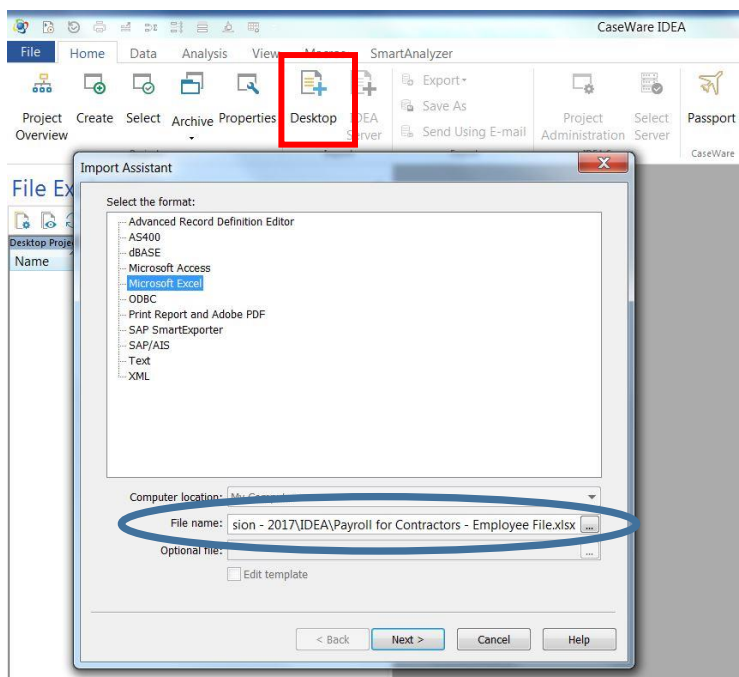 CaseWare IDEA
File Home Data Analysis View Macros SmartAnalyzer
Project Overview
Create
Select
Archive
Properties
Desktop
IDEA Server
Export
Save As
Send Using E-mail
Project Administration
Select Server
Passport
CaseWare
Import Assistant
X
File Ex
Desktop Proje
Name
Select the format:
Advanced Record Definition Editor
AS400
dBASE
Microsoft Access
Microsoft Excel
ODBC
Print Report and Adobe PDF
SAP SmartExporter
SAP/AIS
Text
XML
Computer location: My Computer
File name: sion - 2017\IDEA\Payroll for Contractors - Employee File.xlsx ...
Optional file: ...
Edit template
< Back Next > Cancel Help